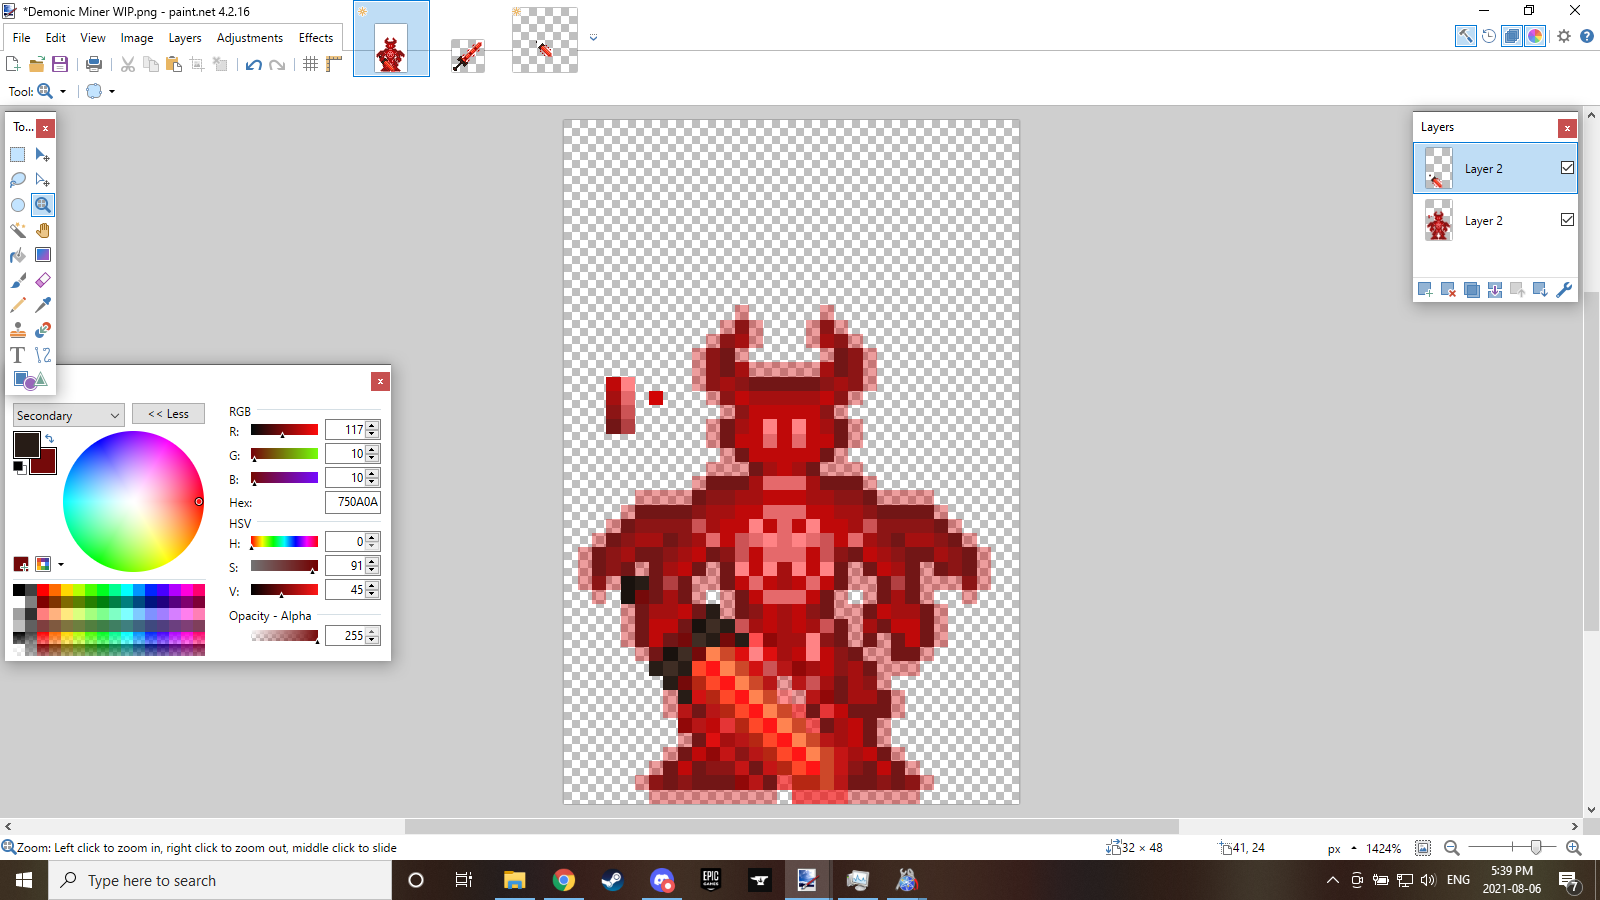 *Demonic Miner WIP.png - paint.net 4.2.16
File Edit View Image Layers Adjustments Effects
Tool:
To...
Layers
Layer 2
Layer 2
Secondary
<< Less
RGB
R: 117
G: 10
B: 10
Hex: 750A0A
HSV
H: 0
S: 91
V: 45
Opacity - Alpha
255
Zoom: Left click to zoom in, right click to zoom out, middle click to slide
32 × 48
41, 24
px
1424%
Type here to search
EPIC
GAMES
ENG
5:39 PM
2021-08-06
7